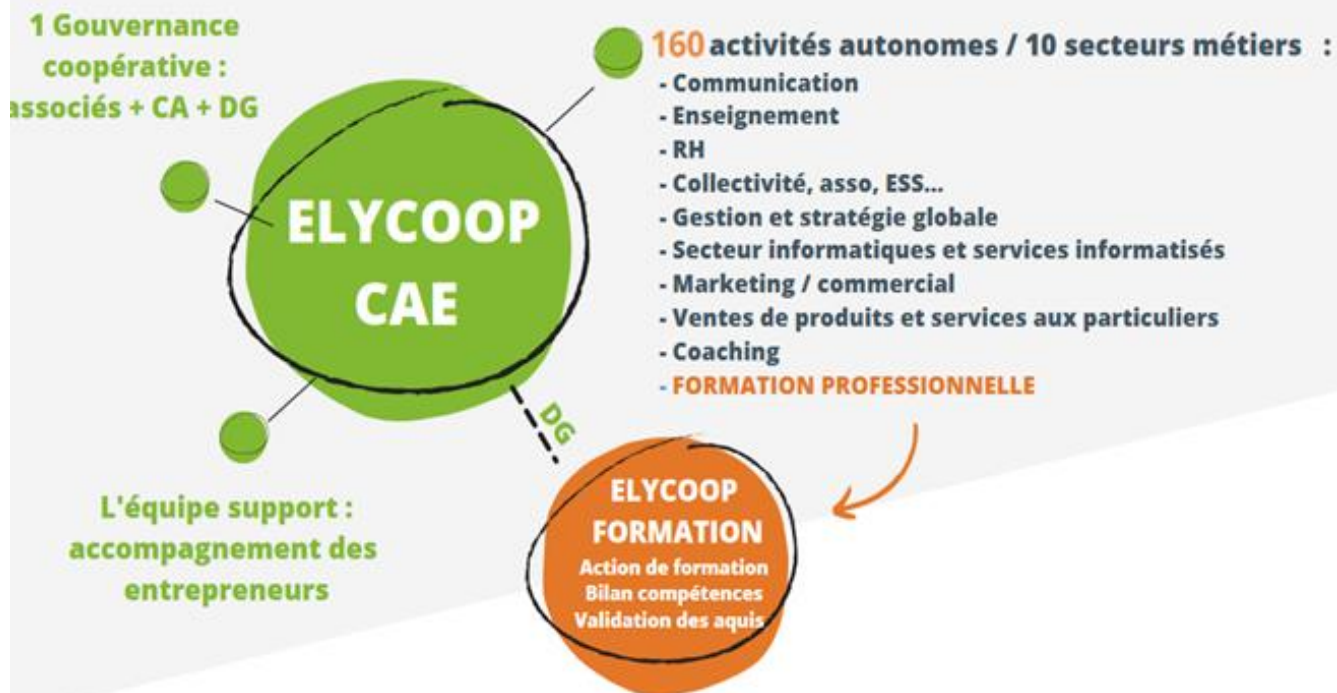 1 Gouvernance
coopérative :
associés + CA + DG
160 activités autonomes / 10 secteurs métiers :
- Communication
- Enseignement
- RH
- Collectivité, asso, ESS...
- Gestion et stratégie globale
- Secteur informatiques et services informatisés
- Marketing / commercial
- Ventes de produits et services aux particuliers
- Coaching
- FORMATION PROFESSIONNELLE
ELYCOOP
CAE
DG
L'équipe support :
accompagnement des
entrepreneurs
ELYCOOP
FORMATION
Action de formation
Bilan compétences
Validation des aquis